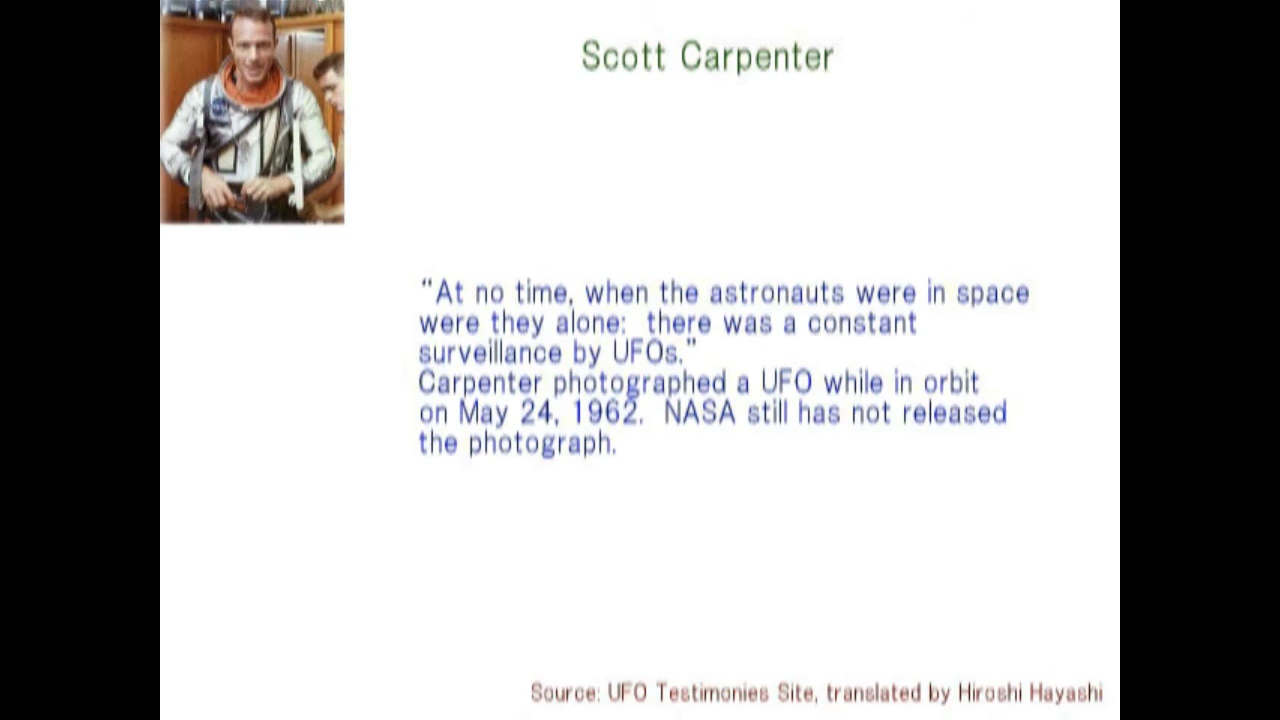 Scott Carpenter
"At no time, when the astronauts were in space
were they alone: there was a constant
surveillance by UFOs."
Carpenter photographed a UFO while in orbit
on May 24, 1962. NASA still has not released
the photograph.
Source: UFO Testimonies Site, translated by Hiroshi Hayashi